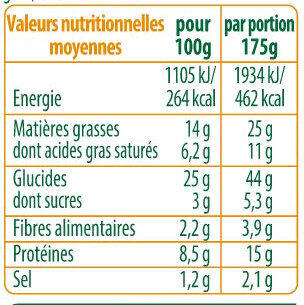 Valeurs nutritionnelles pour par portion
moyennes 100g 175g
1105 kJ/ 1934 kJ/
Energie 264 kcal 462 kcal
Matières grasses 14 g 25 g
dont acides gras saturés 6,2 g 11 g
Glucides 25 g 44 g
dont sucres 3 g 5,3 g
Fibres alimentaires 2,2 g 3,9 g
Protéines 8,5 g 15 g
Sel 1,2 g 2,1 g